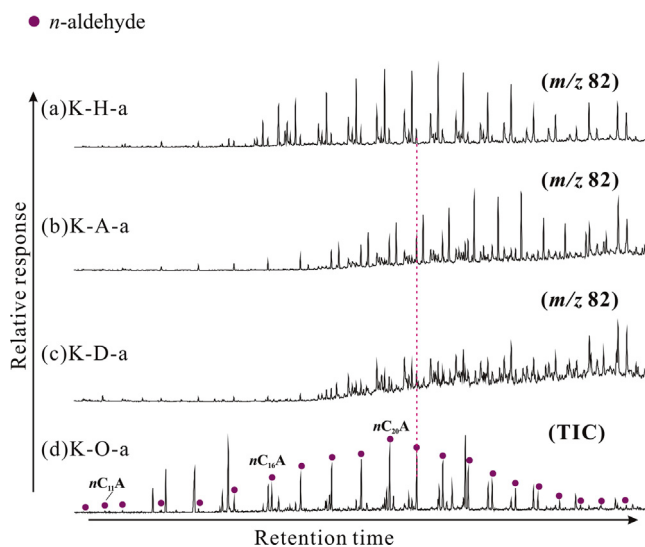 n-aldehyde
(a)K-H-a
(m/z 82)
(b)K-A-a
(m/z 82)
(c)K-D-a
(m/z 82)
(d)K-O-a
(TIC)
nC₁₁A
nC₁₆A
nC₂₀A
Relative response
Retention time